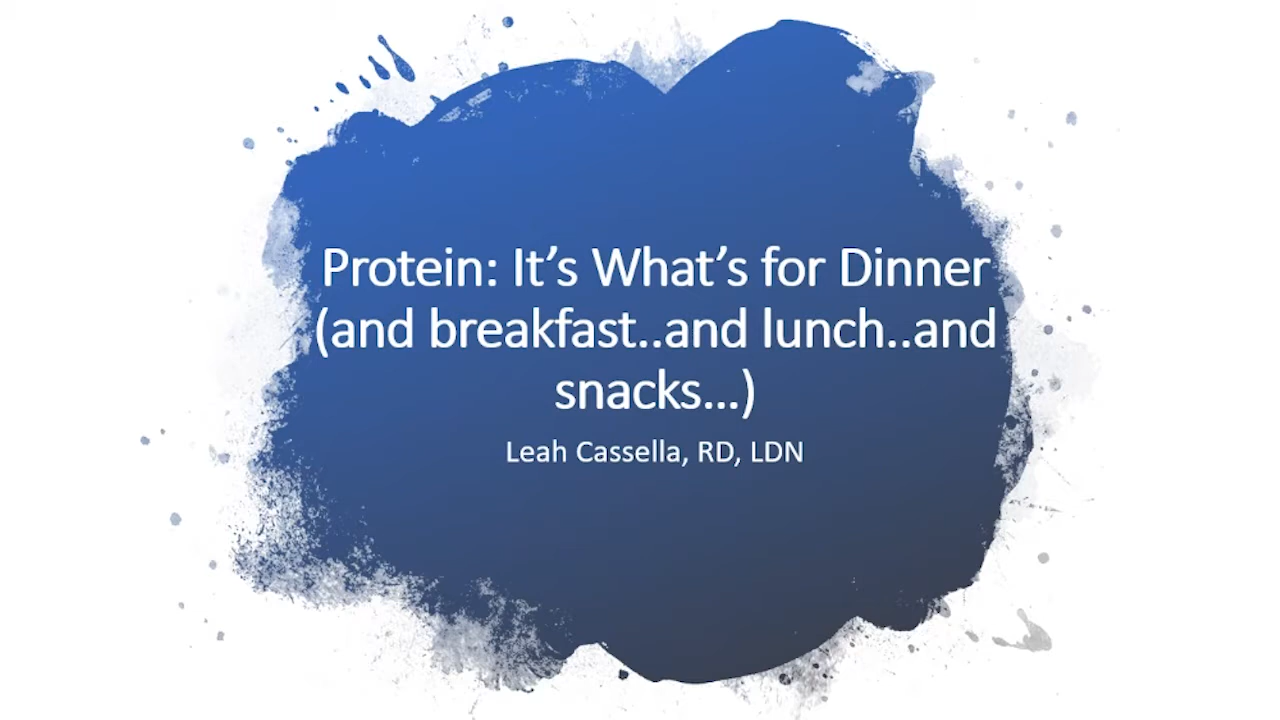 Protein: It’s What’s for Dinner
(and breakfast..and lunch..and
snacks…)
Leah Cassella, RD, LDN